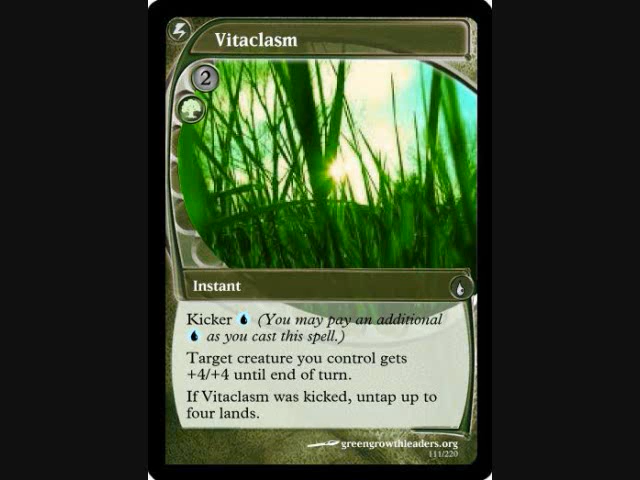 Vitaclasm
2
Instant
Kicker (You may pay an additional
as you cast this spell.)
Target creature you control gets
+4/+4 until end of turn.
If Vitaclasm was kicked, untap up to
four lands.
greengrowthleaders.org
111/220